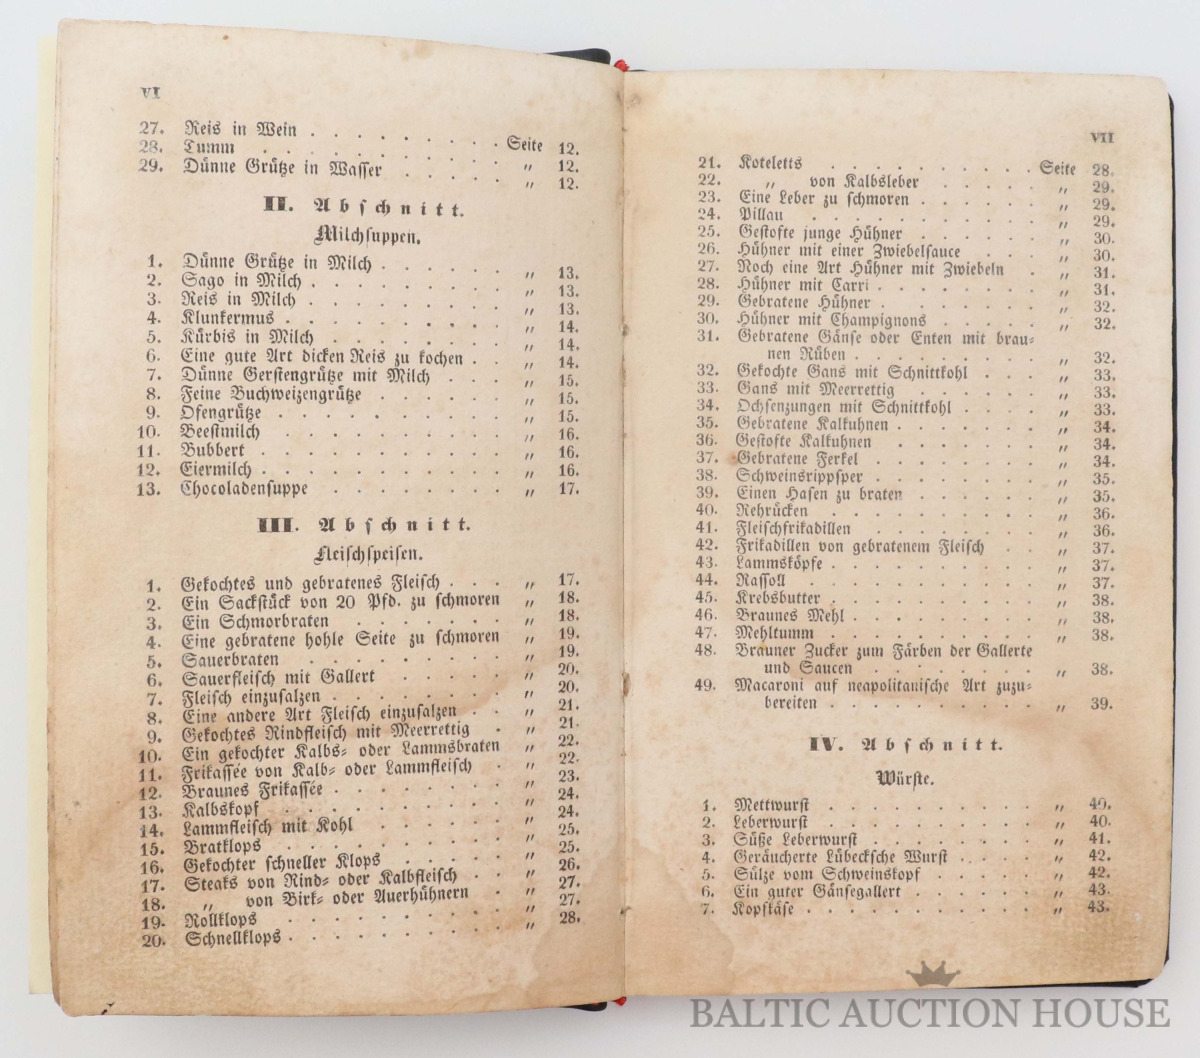 VI
27. Reis in Wein . . . . . . . . Seite 12.
28. Tumm . . . . . . . . „ 12.
29. Dünne Grütze in Wasser . . . . . „ 12.
II. Abschnitt.
Milchsuppen.
1. Dünne Grütze in Milch . . . . . „ 13.
2. Sago in Milch . . . . . . . „ 13.
3. Reis in Milch . . . . . . . „ 13.
4. Klunkermus . . . . . . . . „ 14.
5. Kürbis in Milch . . . . . . . „ 14.
6. Eine gute Art dicken Reis zu kochen . . „ 14.
7. Dünne Gerstengrütze mit Milch . . . „ 15.
8. Feine Buchweizengrütze . . . . . „ 15.
9. Ofengrütze . . . . . . . . „ 15.
10. Beestmilch . . . . . . . . „ 16.
11. Bubbert . . . . . . . . . „ 16.
12. Eiermilch . . . . . . . . . „ 16.
13. Chocoladensuppe . . . . . . . „ 17.
III. Abschnitt.
Fleischspeisen.
1. Gekochtes und gebratenes Fleisch . . . „ 17.
2. Ein Sackstück von 20 Pfd. zu schmoren „ 18.
3. Ein Schmorbraten . . . . . . „ 18.
4. Eine gebratene hohle Seite zu schmoren „ 19.
5. Sauerbraten . . . . . . . „ 19.
6. Sauerfleisch mit Gallert . . . . . „ 20.
7. Fleisch einzusalzen . . . . . . „ 20.
8. Eine andere Art Fleisch einzusalzen . . „ 21.
9. Gekochtes Rindfleisch mit Meerrettig . „ 21.
10. Ein gekochter Kalbs- oder Lammsbraten „ 22.
11. Frikassée von Kalb- oder Lammfleisch . „ 22.
12. Braunes Frikassée . . . . . . . „ 23.
13. Kalbskopf . . . . . . . . „ 24.
14. Lammfleisch mit Kohl . . . . . „ 24.
15. Bratklops . . . . . . . . „ 25.
16. Gekochter schneller Klops . . . . . „ 25.
17. Steaks von Rind- oder Kalbfleisch . . „ 26.
18. „ von Birk- oder Auerhühnern . . „ 27.
19. Rollklops . . . . . . . . „ 27.
20. Schnellklops . . . . . . . . „ 28.
VII
21. Koteletts . . . . . . . Seite 28.
22. „ von Kalbsleber . . . . . „ 29.
23. Eine Leber zu schmoren . . . . . . „ 29.
24. Pillau . . . . . . . . . „ 29.
25. Gestofte junge Hühner . . . . . . „ 30.
26. Hühner mit einer Zwiebelsauce . . . „ 30.
27. Noch eine Art Hühner mit Zwiebeln . „ 31.
28. Hühner mit Carri . . . . . . . „ 31.
29. Gebratene Hühner . . . . . . . „ 32.
30. Hühner mit Champignons . . . . . „ 32.
31. Gebratene Gänse oder Enten mit brau-
nen Rüben . . . . . . . . . „ 32.
32. Gekochte Gans mit Schnittkohl . . . „ 33.
33. Gans mit Meerrettig . . . . . . „ 33.
34. Ochsenzungen mit Schnittkohl . . . . „ 33.
35. Gebratene Kalkuhnen . . . . . . „ 34.
36. Gestofte Kalkuhnen . . . . . . . „ 34.
37. Gebratene Ferkel . . . . . . . „ 34.
38. Schweinsrippsper . . . . . . . „ 35.
39. Einen Hasen zu braten . . . . . . „ 35.
40. Rehrücken . . . . . . . . „ 36.
41. Fleischfrikadillen . . . . . . . „ 36.
42. Frikadillen von gebratenem Fleisch . . „ 37.
43. Lammsköpfe . . . . . . . . „ 37.
44. Rassoll . . . . . . . . . „ 37.
45. Krebsbutter . . . . . . . . . „ 38.
46. Braunes Mehl . . . . . . . . „ 38.
47. Mehltumm . . . . . . . . . „ 38.
48. Brauner Zucker zum Färben der Gallerte
und Saucen . . . . . . . „ 38.
49. Macaroni auf neapolitanische Art zuzu-
bereiten . . . . . . . . . „ 39.
IV. Abschnitt.
Würste.
1. Mettwurst . . . . . . . . . „ 40.
2. Leberwurst . . . . . . . . . „ 40.
3. Süße Leberwurst . . . . . . . . „ 41.
4. Geräucherte Lübecksche Wurst . . . . „ 42.
5. Sülze vom Schweinskopf . . . . . „ 42.
6. Ein guter Gänsegallert . . . . . . „ 43.
7. Kopfkäse . . . . . . . . . . „ 43.
BALTIC AUCTION HOUSE